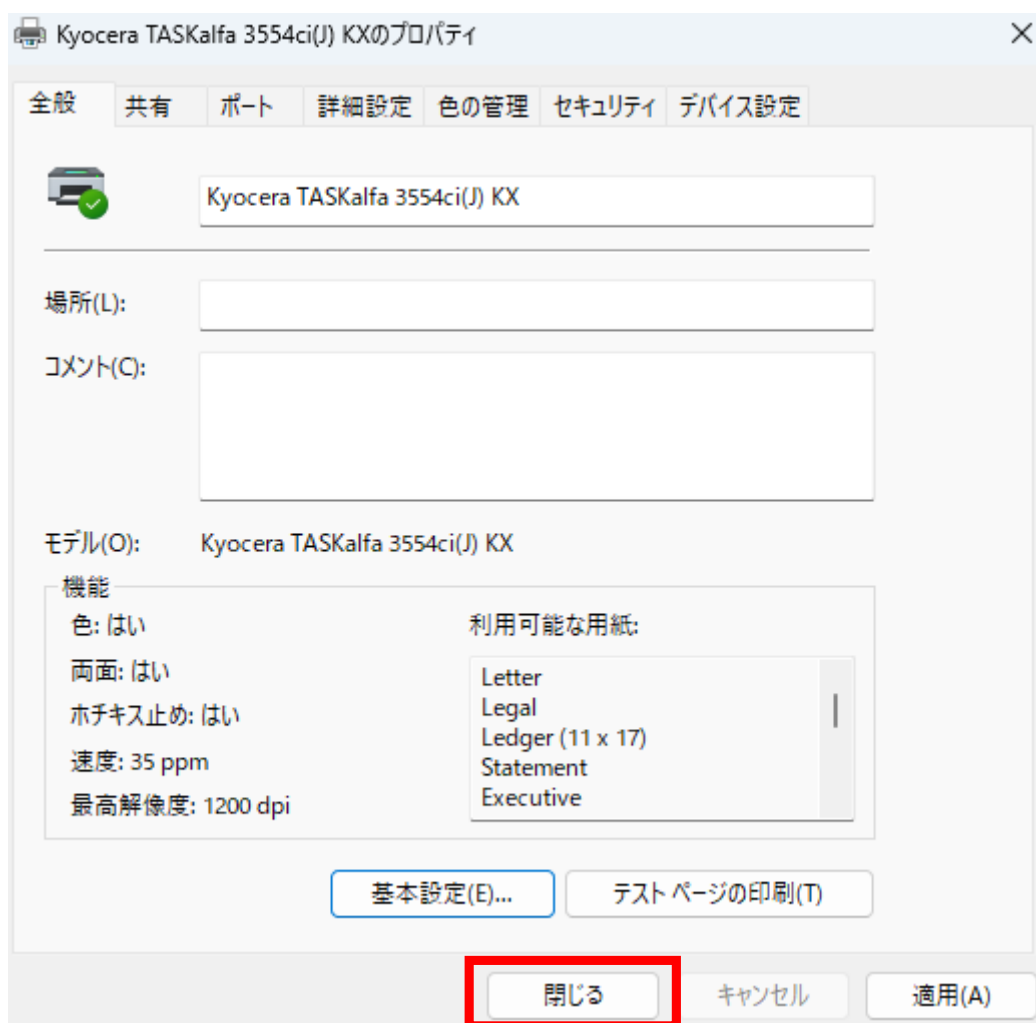 Kyocera TASKalfa 3554ci(J) KXのプロパティ
全般 共有 ポート 詳細設定 色の管理 セキュリティ デバイス設定
Kyocera TASKalfa 3554ci(J) KX
場所(L):
コメント(C):
モデル(O): Kyocera TASKalfa 3554ci(J) KX
機能
色: はい
両面: はい
ホチキス止め: はい
速度: 35 ppm
最高解像度: 1200 dpi
利用可能な用紙:
Letter
Legal
Ledger (11 x 17)
Statement
Executive
基本設定(E)... テスト ページの印刷(T)
閉じる キャンセル 適用(A)